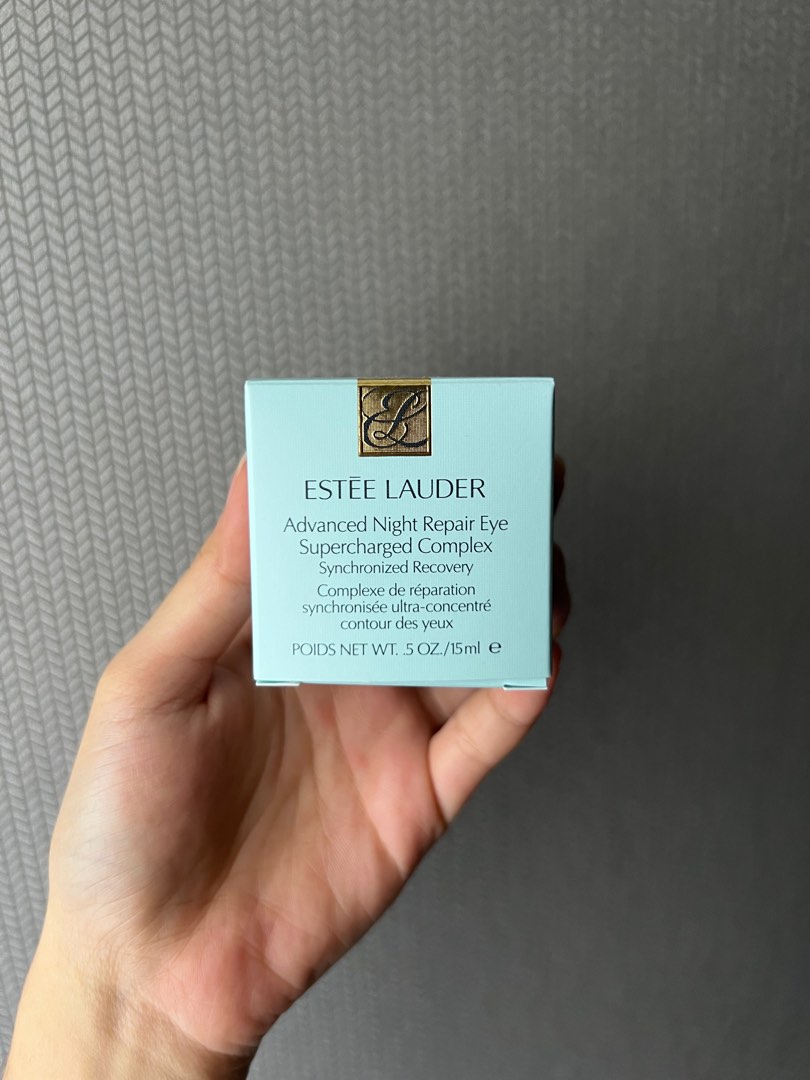 EL
ESTĒE LAUDER
Advanced Night Repair Eye
Supercharged Complex
Synchronized Recovery
Complexe de réparation
synchronisée ultra-concentré
contour des yeux
POIDS NET WT. .5 OZ./15ml e